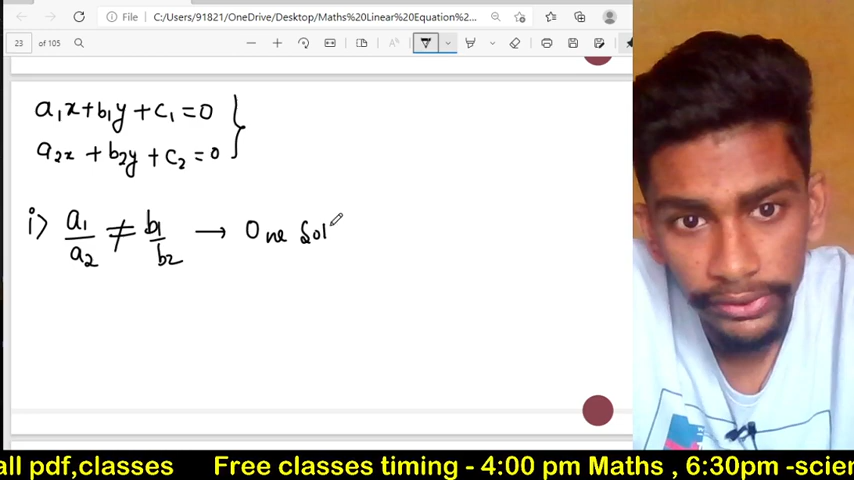 File | C:/Users/91821/OneDrive/Desktop/Maths%20Linear%20Equation%2...
23 of 105
a₁x+b₁y+c₁=0
a₂x+b₂y+c₂=0
i> a₁/a₂ ≠ b₁/b₂ → One Sol
all pdf,classes Free classes timing - 4:00 pm Maths , 6:30pm -scien